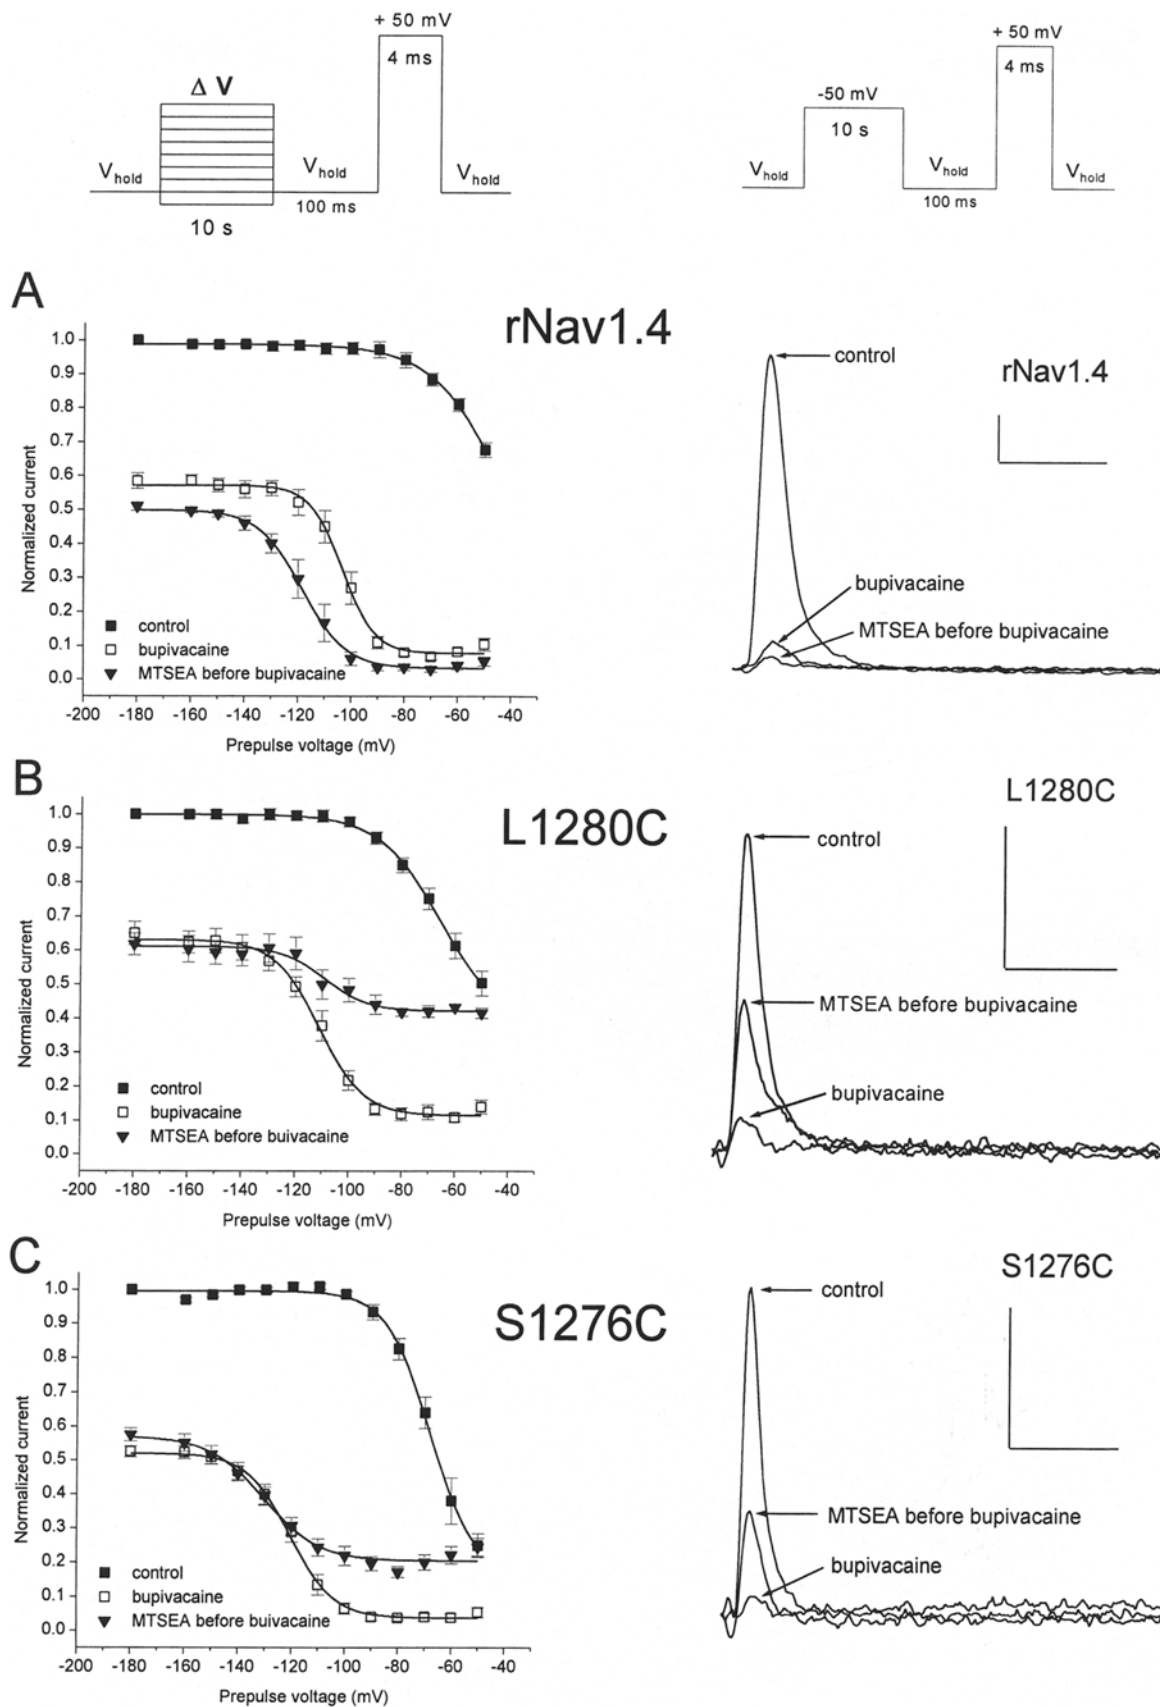 + 50 mV
4 ms
Δ V
V hold
V hold
V hold
100 ms
10 s
+ 50 mV
4 ms
-50 mV
10 s
V hold
V hold
V hold
100 ms
A
rNav1.4
1.0
0.9
0.8
0.7
0.6
0.5
0.4
0.3
0.2
0.1
0.0
Normalized current
control
bupivacaine
MTSEA before bupivacaine
-200 -180 -160 -140 -120 -100 -80 -60 -40
Prepulse voltage (mV)
control
rNav1.4
bupivacaine
MTSEA before bupivacaine
B
L1280C
1.0
0.9
0.8
0.7
0.6
0.5
0.4
0.3
0.2
0.1
0.0
Normalized current
control
bupivacaine
MTSEA before buivacaine
-200 -180 -160 -140 -120 -100 -80 -60 -40
Prepulse voltage (mV)
L1280C
control
MTSEA before bupivacaine
bupivacaine
C
S1276C
1.0
0.9
0.8
0.7
0.6
0.5
0.4
0.3
0.2
0.1
0.0
Normalized current
control
bupivacaine
MTSEA before buivacaine
-200 -180 -160 -140 -120 -100 -80 -60 -40
Prepulse voltage (mV)
S1276C
control
MTSEA before bupivacaine
bupivacaine